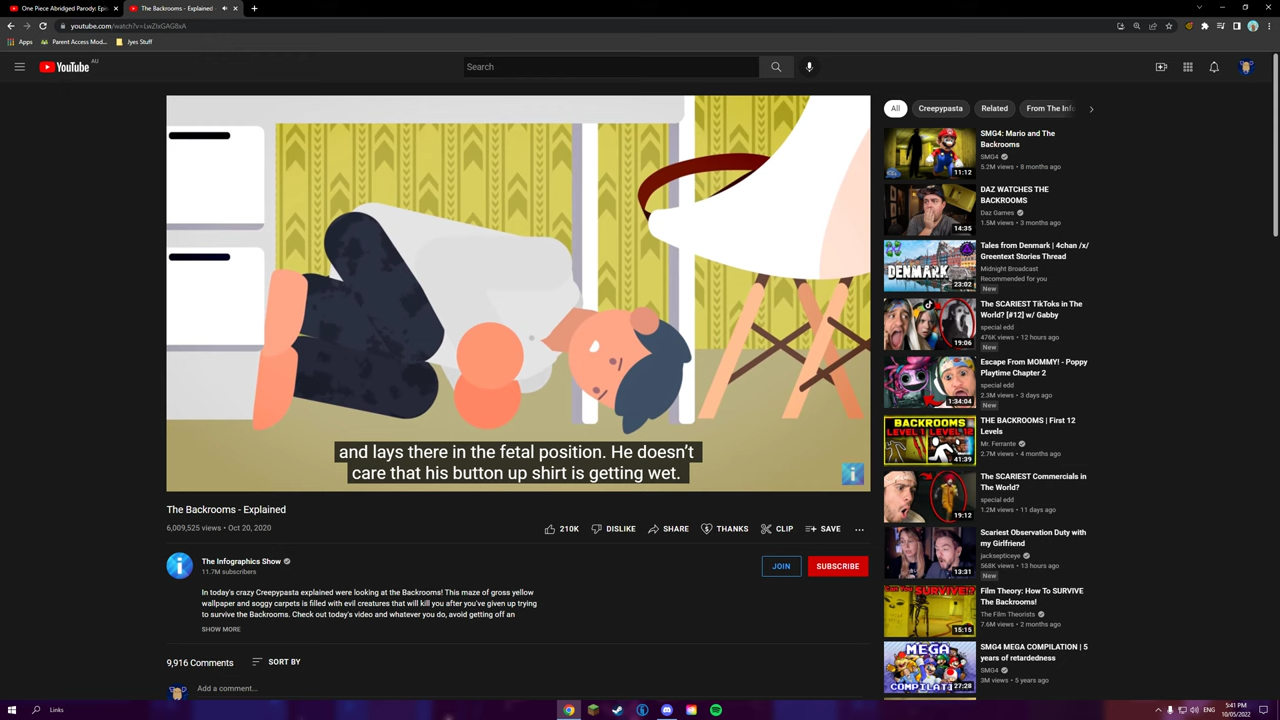 One Piece Abridged Parody! Epi
The Backrooms - Explained
youtube.com/watch?v=LwZlxGAG8xA
Apps
Parent Access Mod...
Jyes Stuff
YouTube
AU
Search
and lays there in the fetal position. He doesn't
care that his button up shirt is getting wet.
The Backrooms - Explained
6,009,525 views • Oct 20, 2020
210K
DISLIKE
SHARE
THANKS
CLIP
SAVE
The Infographics Show
11.7M subscribers
JOIN
SUBSCRIBE
In today's crazy Creepypasta explained were looking at the Backrooms! This maze of gross yellow
wallpaper and soggy carpets is filled with evil creatures that will kill you after you've given up trying
to survive the Backrooms. Check out today's video and whatever you do, avoid getting off an
SHOW MORE
9,916 Comments
SORT BY
Add a comment...
All
Creepypasta
Related
From The Info
11:12
SMG4: Mario and The
Backrooms
SMG4
5.2M views • 8 months ago
14:35
DAZ WATCHES THE
BACKROOMS
Daz Games
1.5M views • 3 months ago
DENMARK
23:02
Tales from Denmark | 4chan /x/
Greentext Stories Thread
Midnight Broadcast
Recommended for you
New
19:06
The SCARIEST TikToks in The
World? [#12] w/ Gabby
special edd
476K views • 12 hours ago
New
1:34:04
Escape From MOMMY! - Poppy
Playtime Chapter 2
special edd
2.3M views • 3 days ago
New
BACKROOMS
LEVEL 1 LEVEL 12
41:39
THE BACKROOMS | First 12
Levels
Mr. Ferrante
2.7M views • 4 months ago
19:12
The SCARIEST Commercials in
The World?
special edd
1.2M views • 11 days ago
13:31
Scariest Observation Duty with
my Girlfriend
jacksepticeye
568K views • 13 hours ago
New
SURVIVE?
15:15
Film Theory: How To SURVIVE
The Backrooms!
The Film Theorists
7.6M views • 2 months ago
MEGA
COMPILATION
27:28
SMG4 MEGA COMPILATION | 5
years of retardedness
SMG4
3M views • 5 years ago
Links
ENG
5:41 PM
10/05/2022